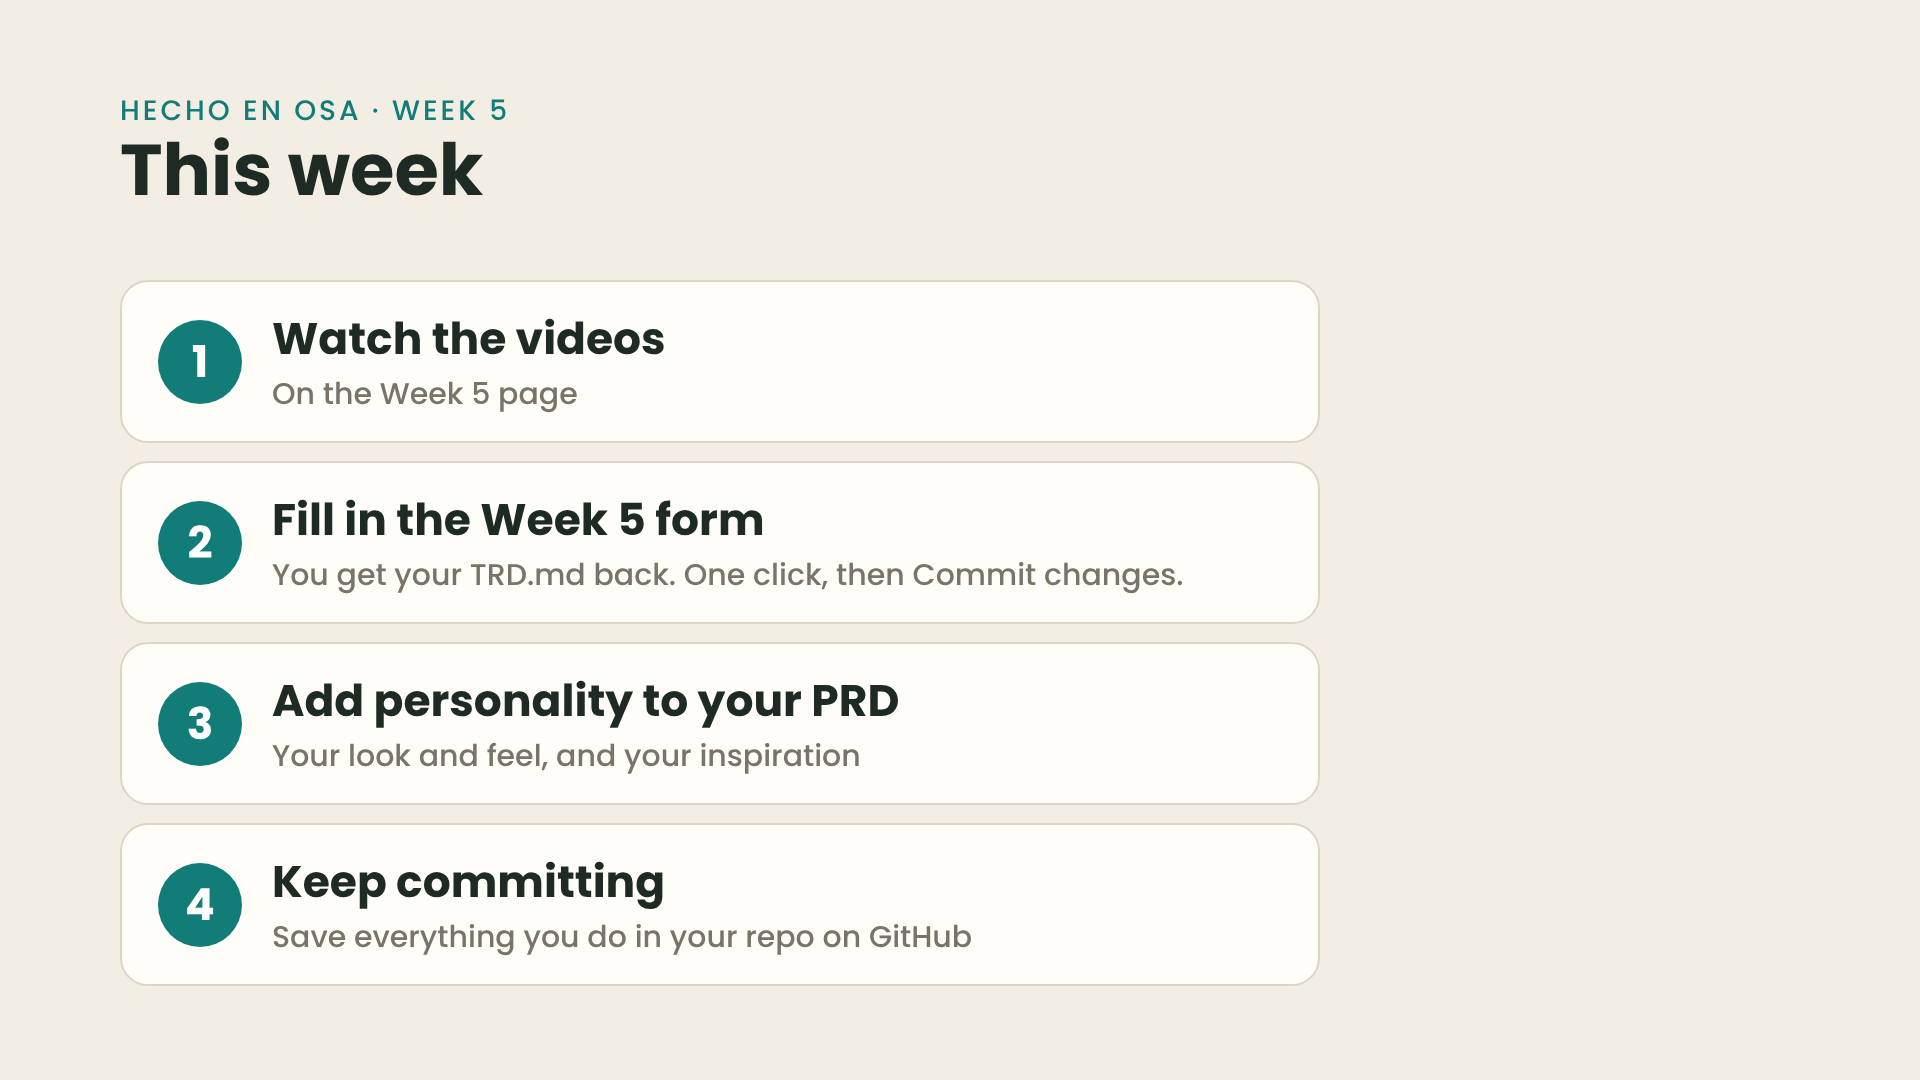 HECHO EN OSA · WEEK 5
This week
1
Watch the videos
On the Week 5 page
2
Fill in the Week 5 form
You get your TRD.md back. One click, then Commit changes.
3
Add personality to your PRD
Your look and feel, and your inspiration
4
Keep committing
Save everything you do in your repo on GitHub